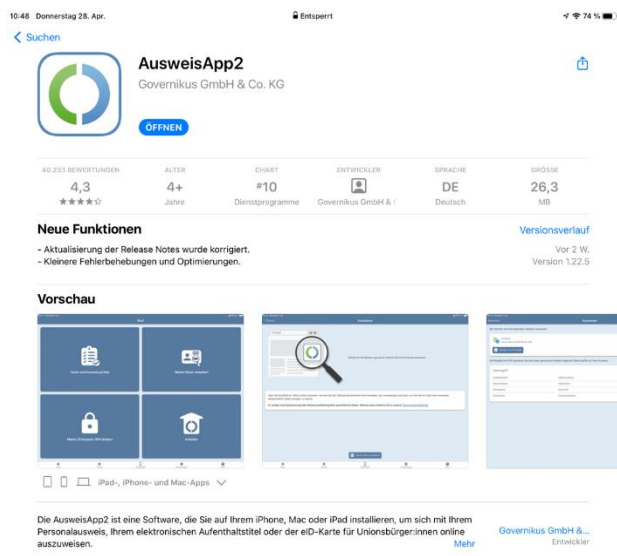 10:48 Donnerstag 28. Apr.
Entsperrt
74 %
Suchen
AusweisApp2
Governikus GmbH & Co. KG
ÖFFNEN
40.233 BEWERTUNGEN
4,3
ALTER
4+
Jahre
CHART
#10
Dienstprogramme
ENTWICKLER
Governikus GmbH &
SPRACHE
DE
Deutsch
GRÖSSE
26,3
MB
Neue Funktionen
Versionsverlauf
- Aktualisierung der Release Notes wurde korrigiert.
- Kleinere Fehlerbehebungen und Optimierungen.
Vor 2 W.
Version 1.22.5
Vorschau
iPad-, iPhone- und Mac-Apps
Die AusweisApp2 ist eine Software, die Sie auf Ihrem iPhone, Mac oder iPad installieren, um sich mit Ihrem
Personalausweis, Ihrem elektronischen Aufenthaltstitel oder der eID-Karte für Unionsbürger:innen online
auszuweisen.
Mehr
Governikus GmbH &...
Entwickler